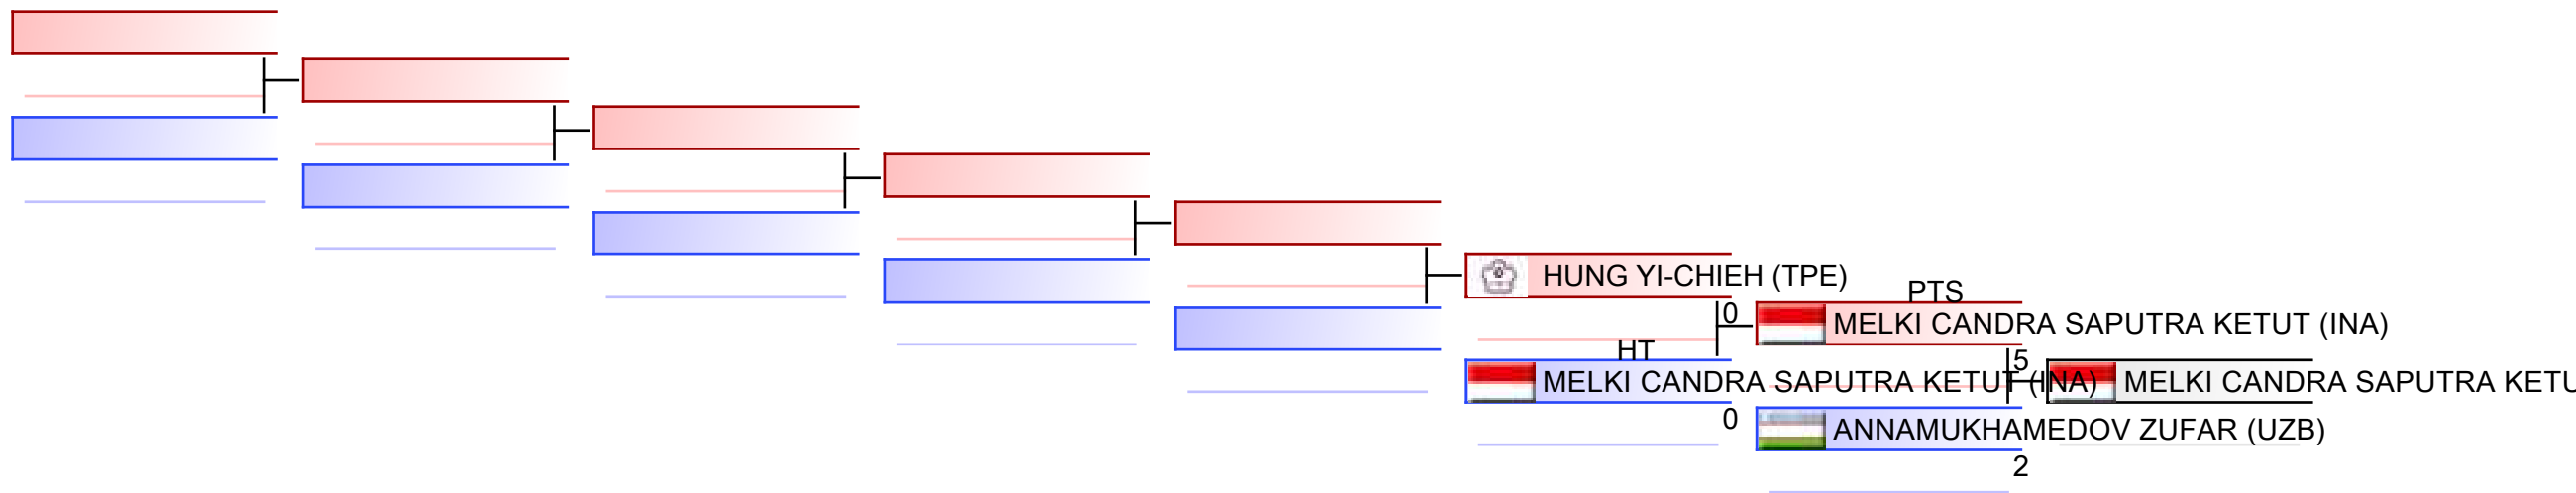 HUNG YI-CHIEH (TPE)
PTS
0
MELKI CANDRA SAPUTRA KETUT (INA)
HT
5
MELKI CANDRA SAPUTRA KETUT (INA)
MELKI CANDRA SAPUTRA KETU
0
ANNAMUKHAMEDOV ZUFAR (UZB)
2